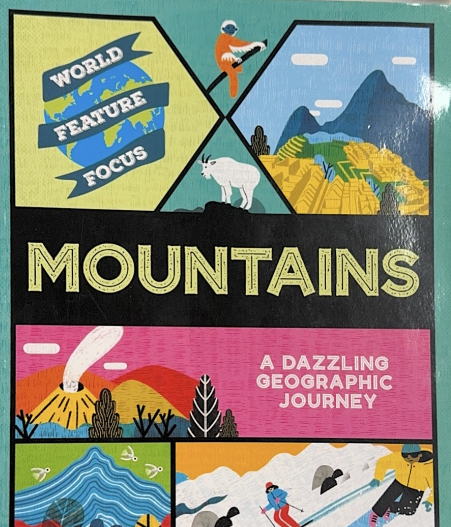 WORLD
FEATURE
FOCUS
MOUNTAINS
A DAZZLING
GEOGRAPHIC
JOURNEY